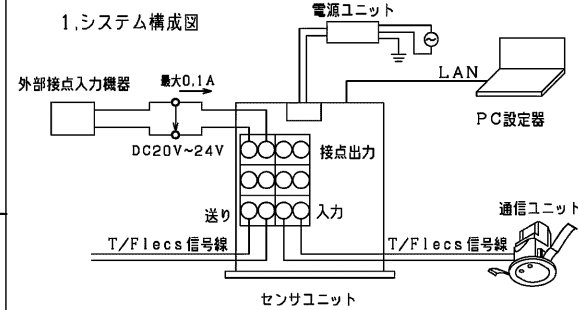 1,システム構成図
電源ユニット
外部接点入力機器
最大0,1A
LAN
PC設定器
DC20V~24V
接点出力
送り
入力
通信ユニット
T/Flecs信号線
T/Flecs信号線
センサユニット